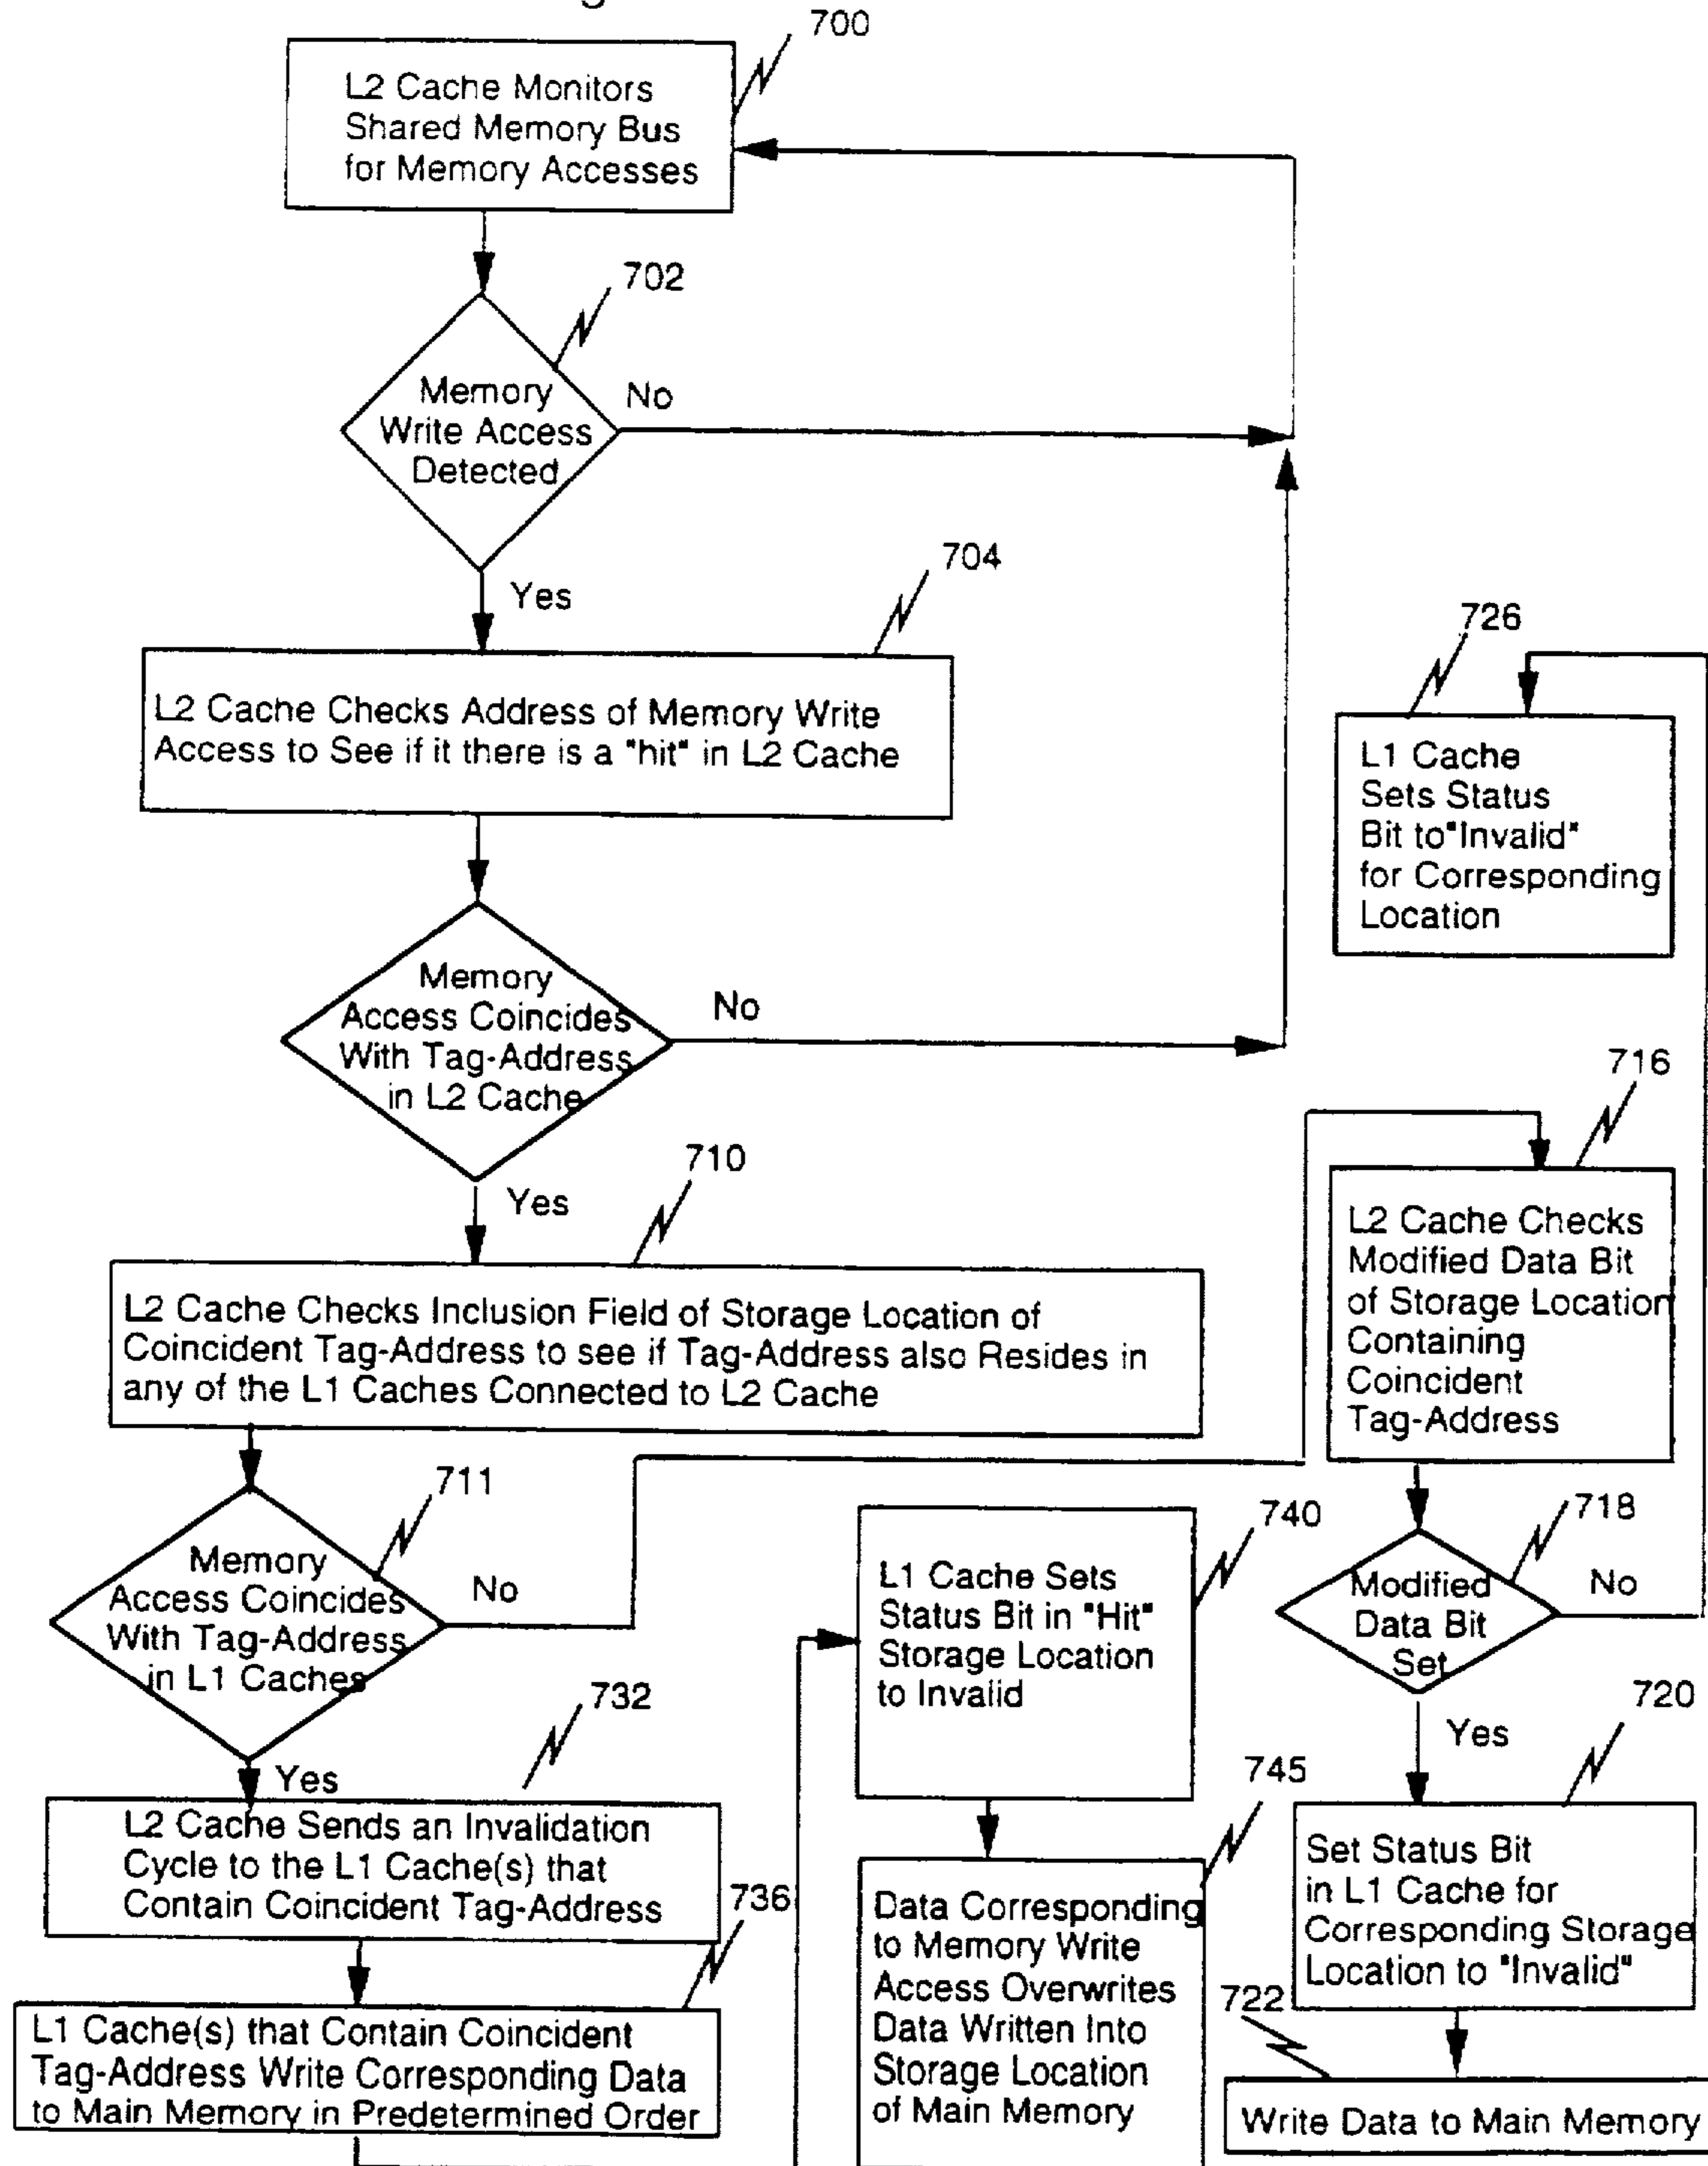 700
L2 Cache Monitors
Shared Memory Bus
for Memory Accesses
702
Memory
Write Access
Detected
No
Yes
704
L2 Cache Checks Address of Memory Write
Access to See if it there is a "hit" in L2 Cache
726
L1 Cache
Sets Status
Bit to"Invalid"
for Corresponding
Location
Memory
Access Coincides
With Tag-Address
in L2 Cache
No
Yes
710
L2 Cache Checks Inclusion Field of Storage Location of
Coincident Tag-Address to see if Tag-Address also Resides in
any of the L1 Caches Connected to L2 Cache
716
L2 Cache Checks
Modified Data Bit
of Storage Location
Containing
Coincident
Tag-Address
711
Memory
Access Coincides
With Tag-Address
in L1 Caches
No
Yes
718
Modified
Data Bit
Set
No
Yes
740
L1 Cache Sets
Status Bit in "Hit"
Storage Location
to Invalid
732
L2 Cache Sends an Invalidation
Cycle to the L1 Cache(s) that
Contain Coincident Tag-Address
736
L1 Cache(s) that Contain Coincident
Tag-Address Write Corresponding Data
to Main Memory in Predetermined Order
745
Data Corresponding
to Memory Write
Access Overwrites
Data Written Into
Storage Location
of Main Memory
720
Set Status Bit
in L1 Cache for
Corresponding Storage
Location to "Invalid"
722
Write Data to Main Memory